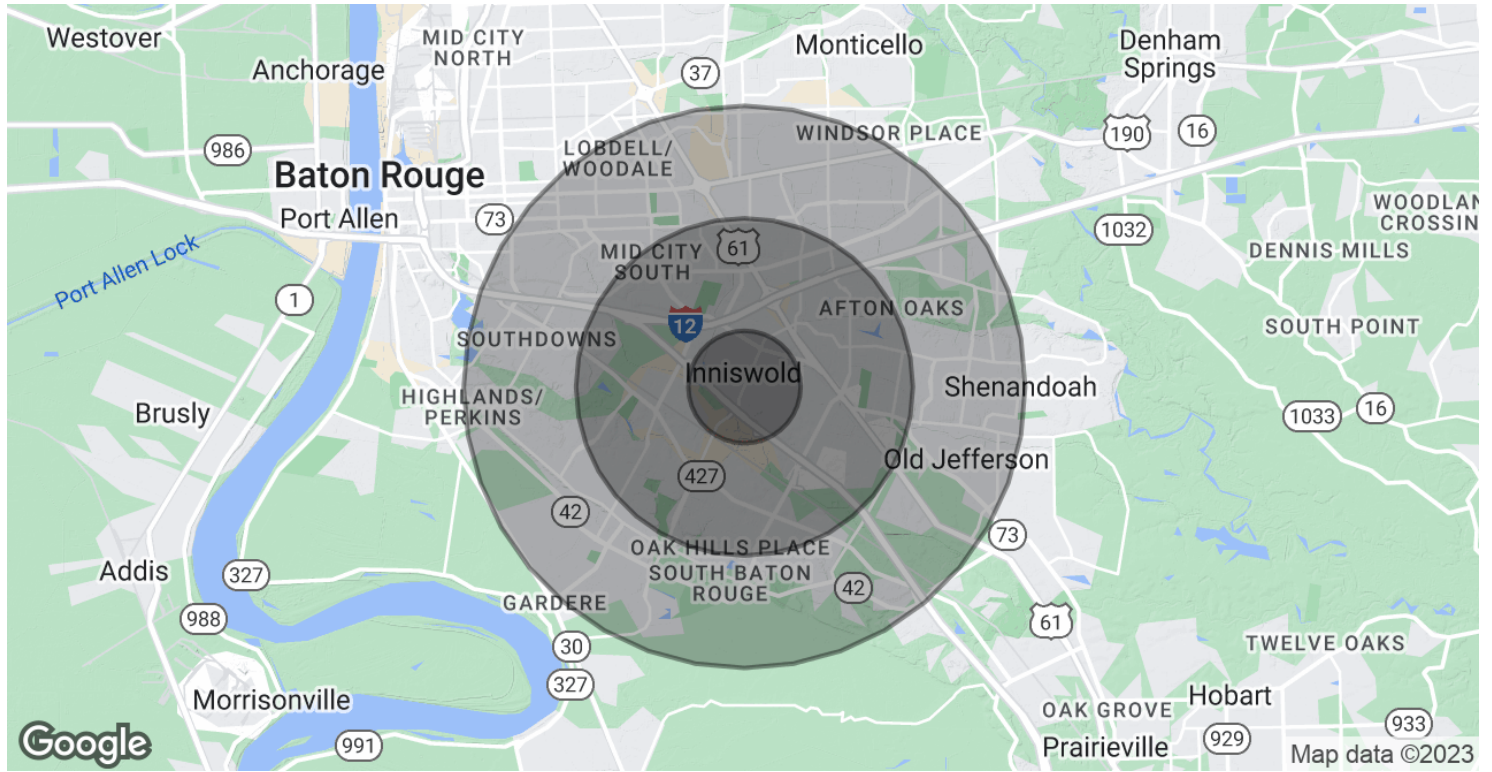 Westover
MID CITY
NORTH
Monticello
Denham
Springs
Anchorage
37
986
WINDSOR PLACE
190
16
LOBDELL/
WOODALE
Baton Rouge
Port Allen
73
WOODLAN
CROSSIN
1032
DENNIS MILLS
Port Allen Lock
MID CITY
SOUTH
61
1
AFTON OAKS
12
SOUTHDOWNS
SOUTH POINT
Inniswold
Shenandoah
HIGHLANDS/
PERKINS
Brusly
1033
16
Old Jefferson
427
42
73
OAK HILLS PLACE
SOUTH BATON
ROUGE
42
Addis
327
GARDERE
988
61
30
327
TWELVE OAKS
Morrisonville
Hobart
OAK GROVE
933
929
Prairieville
991
Google
Map data ©2023